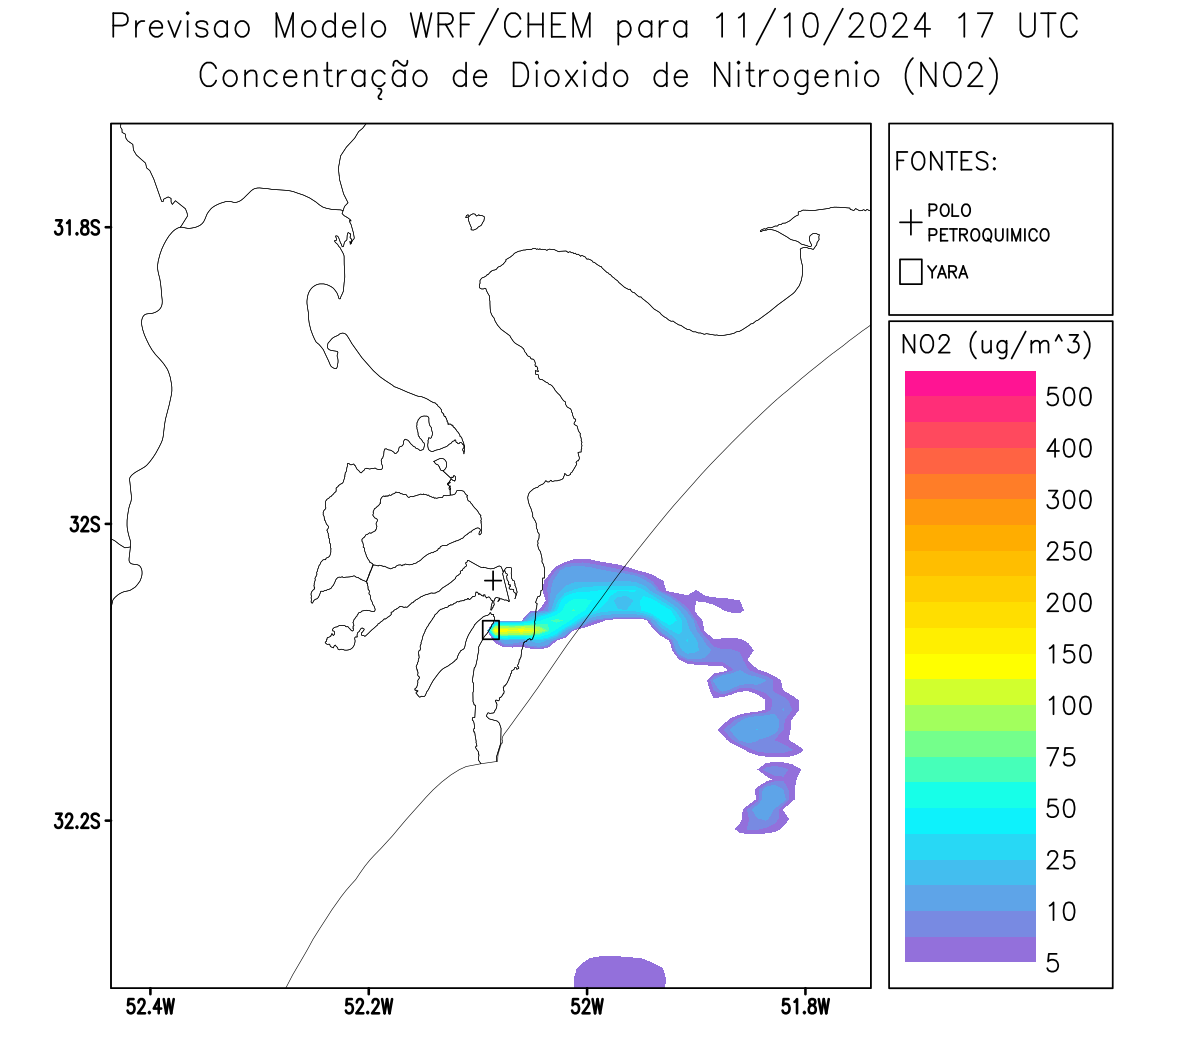 Previsao Modelo WRF/CHEM para 11/10/2024 17 UTC
Concentração de Dioxido de Nitrogenio (NO2)
FONTES:
POLO
PETROQUIMICO
YARA
31.8S
32S
32.2S
52.4W
52.2W
52W
51.8W
NO2 (ug/m^3)
500
400
300
250
200
150
100
75
50
25
10
5